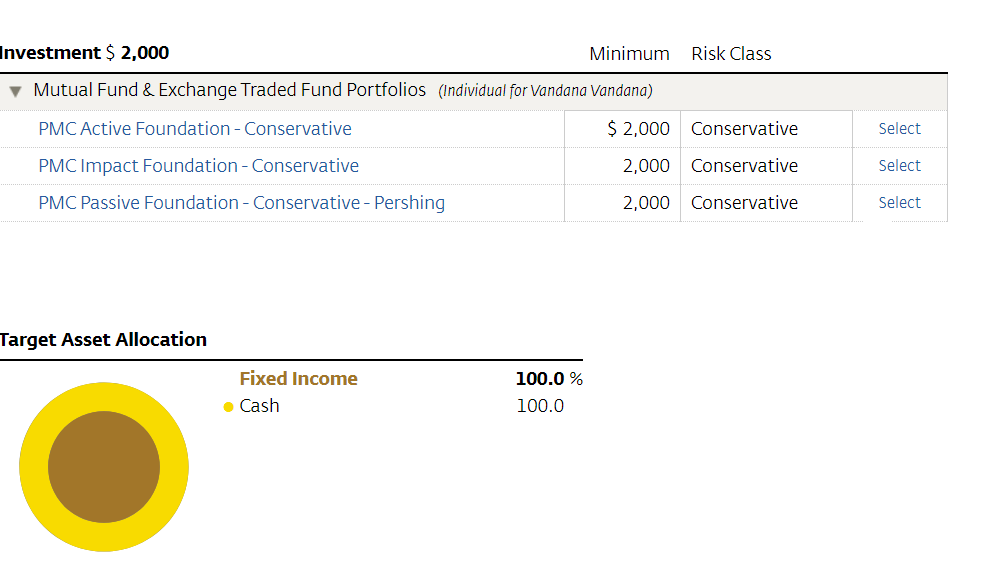 Investment $ 2,000 Minimum Risk Class
Mutual Fund & Exchange Traded Fund Portfolios (Individual for Vandana Vandana)
PMC Active Foundation - Conservative $ 2,000 Conservative Select
PMC Impact Foundation - Conservative 2,000 Conservative Select
PMC Passive Foundation - Conservative - Pershing 2,000 Conservative Select
Target Asset Allocation
Fixed Income 100.0 %
Cash 100.0